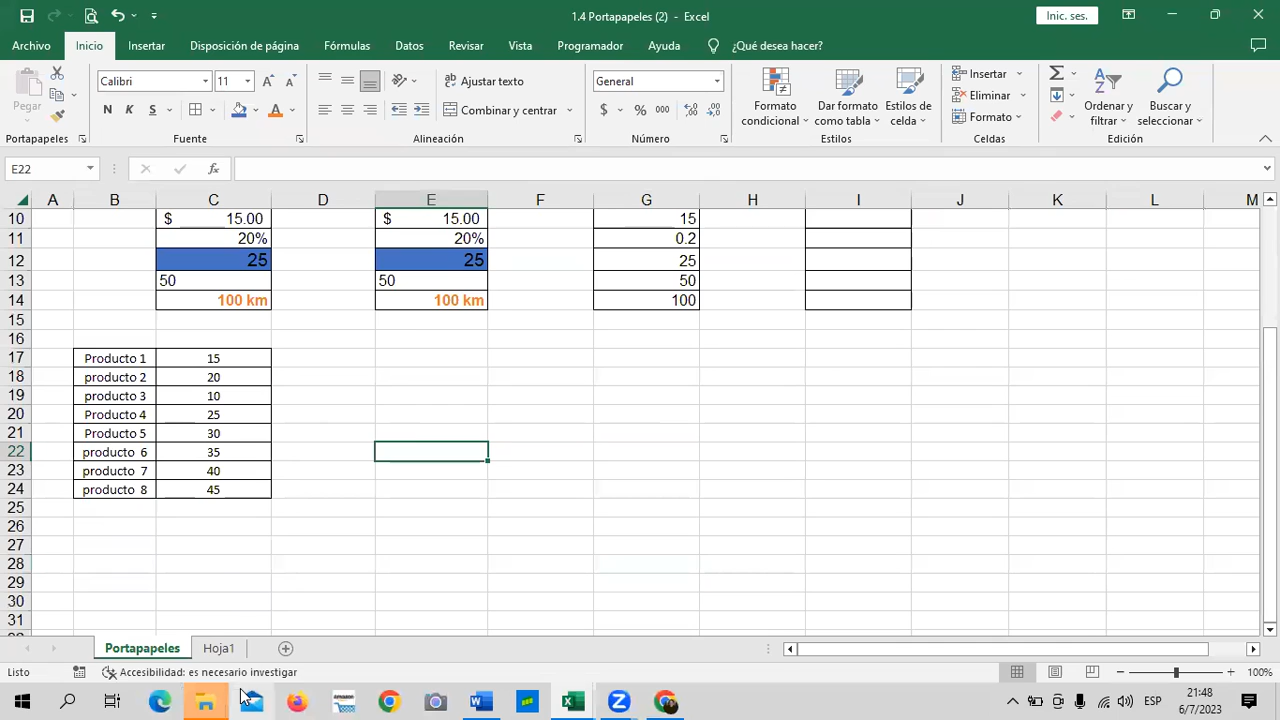 1.4 Portapapeles (2) - Excel
Inic. ses.
Archivo Inicio Insertar Disposición de página Fórmulas Datos Revisar Vista Programador Ayuda ¿Qué desea hacer?
Pegar
Portapapeles
Calibri 11
N K S
Fuente
Ajustar texto
Combinar y centrar
Alineación
General
$ % 000
Número
Formato condicional
Dar formato como tabla
Estilos de celda
Estilos
Insertar
Eliminar
Formato
Celdas
Ordenar y filtrar
Buscar y seleccionar
Edición
E22 fx
A B C D E F G H I J K L M
10 $ 15.00 $ 15.00 15
11 20% 20% 0.2
12 25 25 25
13 50 50 50
14 100 km 100 km 100
15
16
17 Producto 1 15
18 producto 2 20
19 producto 3 10
20 Producto 4 25
21 Producto 5 30
22 producto 6 35
23 producto 7 40
24 producto 8 45
25
26
27
28
29
30
31
Portapapeles Hoja1
Listo Accesibilidad: es necesario investigar 100%
ESP
21:48
6/7/2023